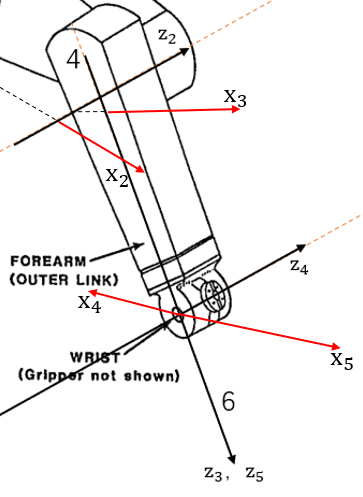 z₂
4
x₃
x₂
FOREARM
(OUTER LINK)
z₄
x₄
WRIST
(Gripper not shown)
x₅
6
z₃, z₅